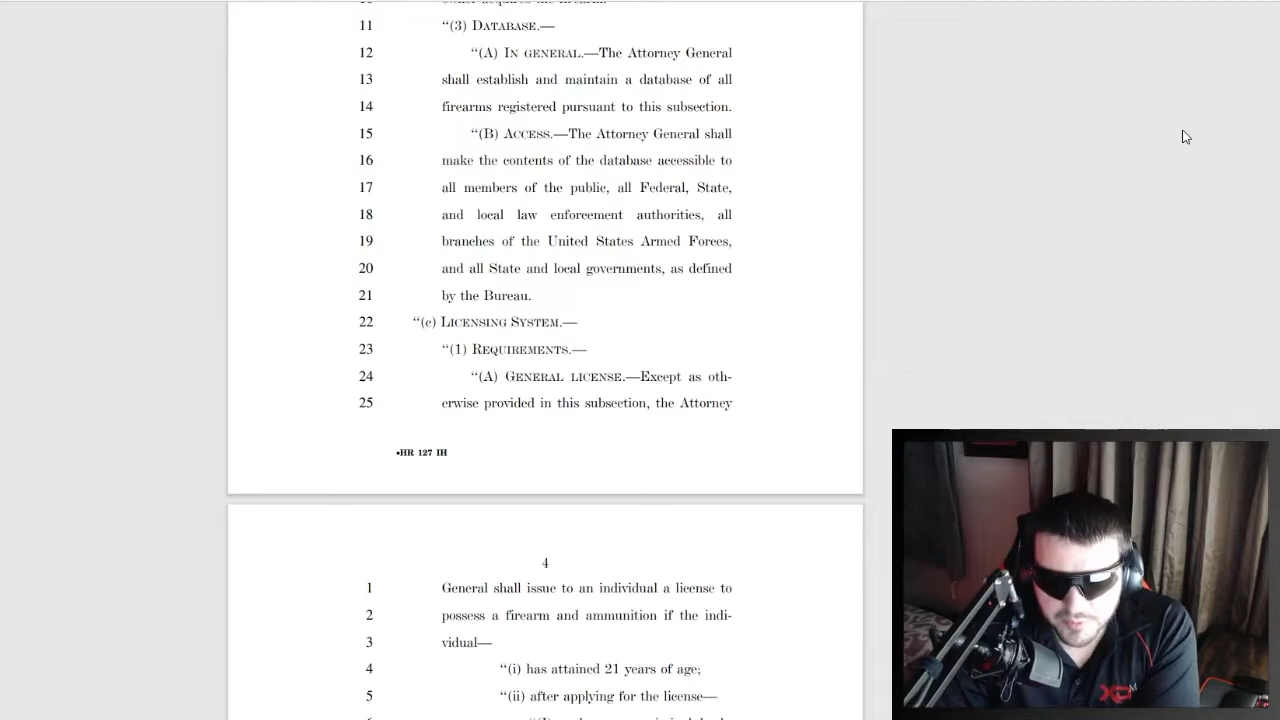 11 “(3) DATABASE.—
12 “(A) IN GENERAL.—The Attorney General
13 shall establish and maintain a database of all
14 firearms registered pursuant to this subsection.
15 “(B) ACCESS.—The Attorney General shall
16 make the contents of the database accessible to
17 all members of the public, all Federal, State,
18 and local law enforcement authorities, all
19 branches of the United States Armed Forces,
20 and all State and local governments, as defined
21 by the Bureau.
22 “(c) LICENSING SYSTEM.—
23 “(1) REQUIREMENTS.—
24 “(A) GENERAL LICENSE.—Except as oth-
25 erwise provided in this subsection, the Attorney
•HR 127 IH
4
1 General shall issue to an individual a license to
2 possess a firearm and ammunition if the indi-
3 vidual—
4 “(i) has attained 21 years of age;
5 “(ii) after applying for the license—